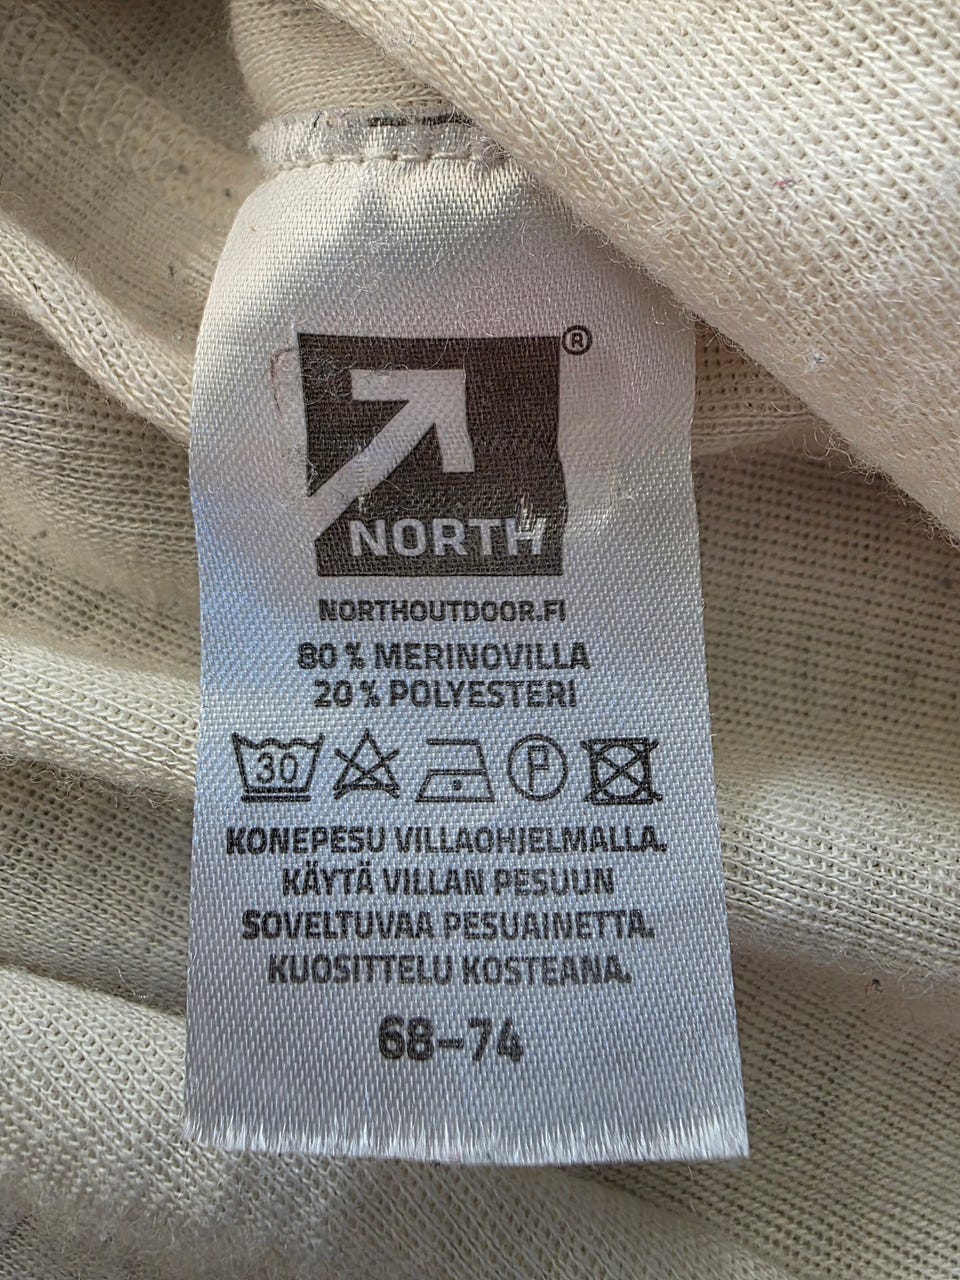 ®
NORTH
NORTHOUTDOOR.FI
80 % MERINOVILLA
20 % POLYESTERI
30 P
KONEPESU VILLAOHJELMALLA.
KÄYTÄ VILLAN PESUUN
SOVELTUVAA PESUAINETTA.
KUOSITTELU KOSTEANA.
68–74